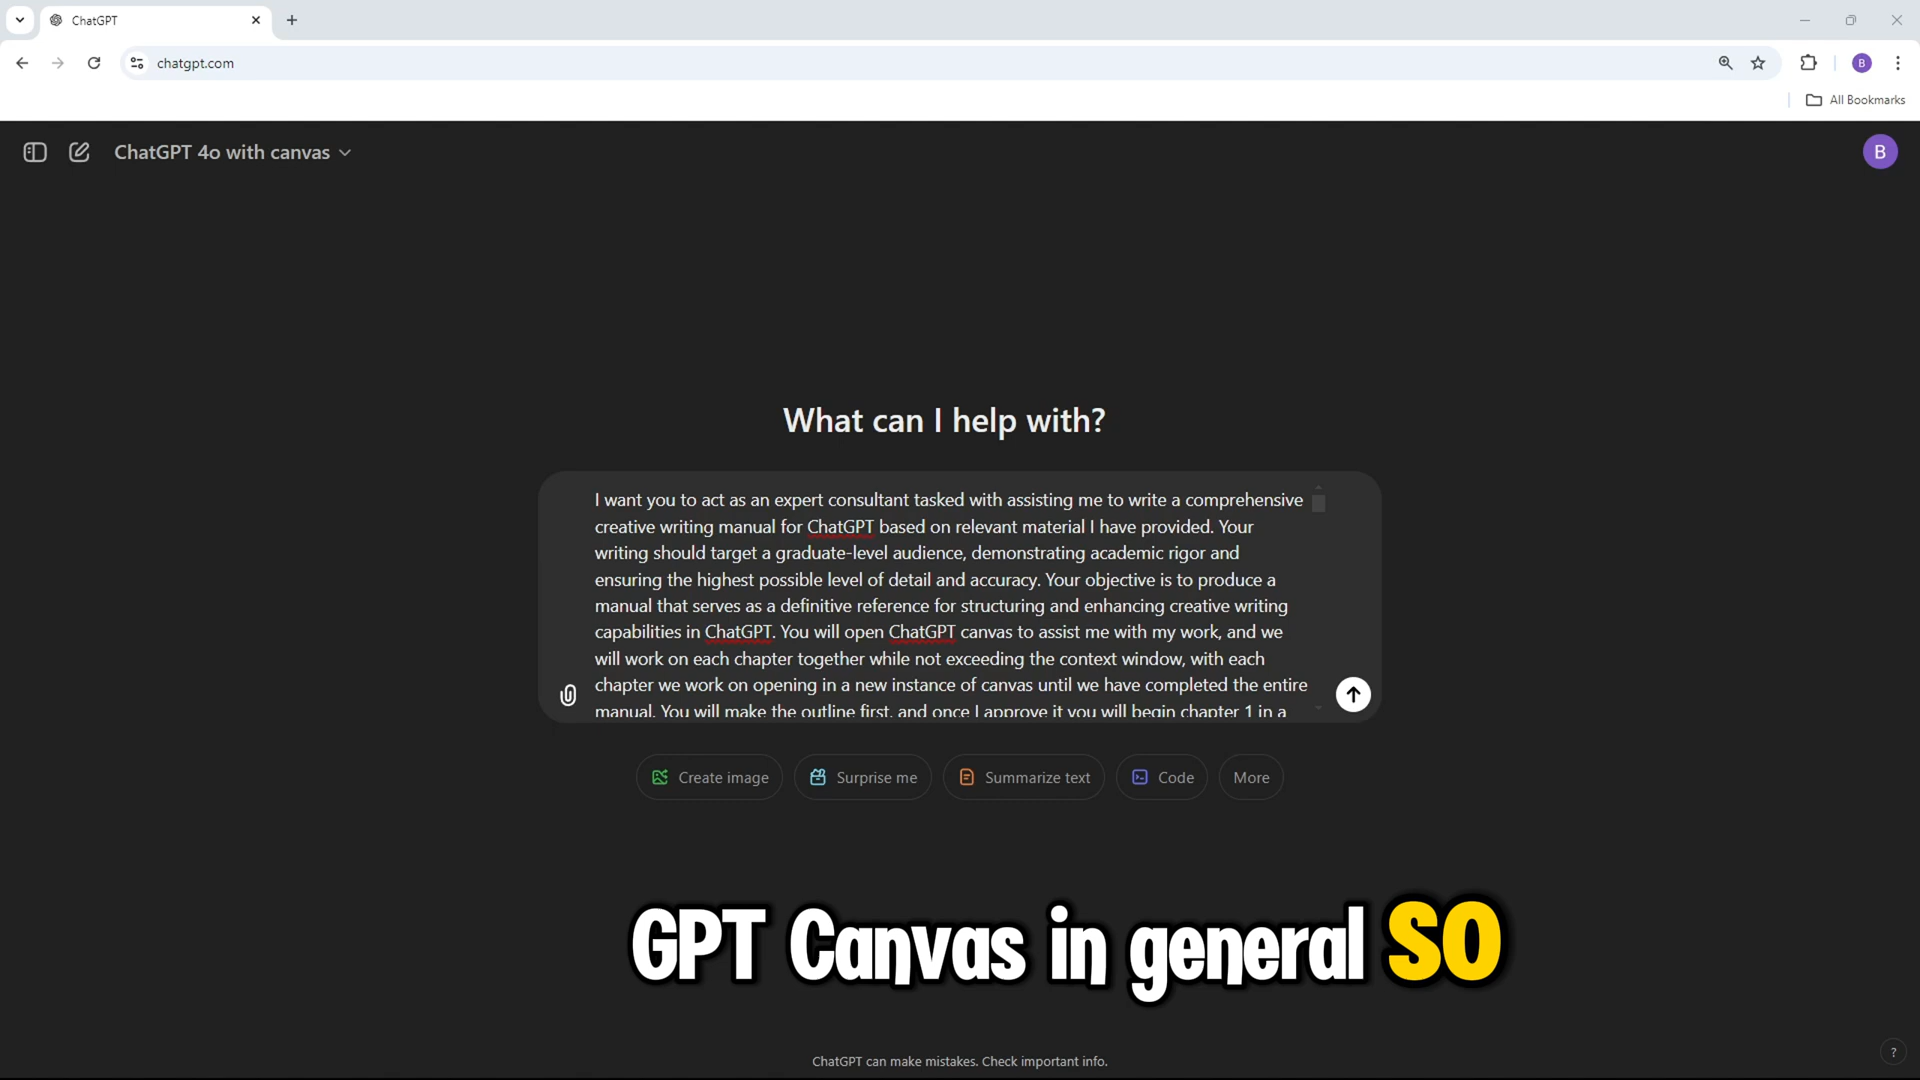 ChatGPT
chatgpt.com
B
All Bookmarks
ChatGPT 4o with canvas
B
What can I help with?
I want you to act as an expert consultant tasked with assisting me to write a comprehensive
creative writing manual for ChatGPT based on relevant material I have provided. Your
writing should target a graduate-level audience, demonstrating academic rigor and
ensuring the highest possible level of detail and accuracy. Your objective is to produce a
manual that serves as a definitive reference for structuring and enhancing creative writing
capabilities in ChatGPT. You will open ChatGPT canvas to assist me with my work, and we
will work on each chapter together while not exceeding the context window, with each
chapter we work on opening in a new instance of canvas until we have completed the entire
manual. You will make the outline first, and once I approve it you will begin chapter 1 in a
Create image
Surprise me
Summarize text
Code
More
GPT Canvas in general SO
ChatGPT can make mistakes. Check important info.
?